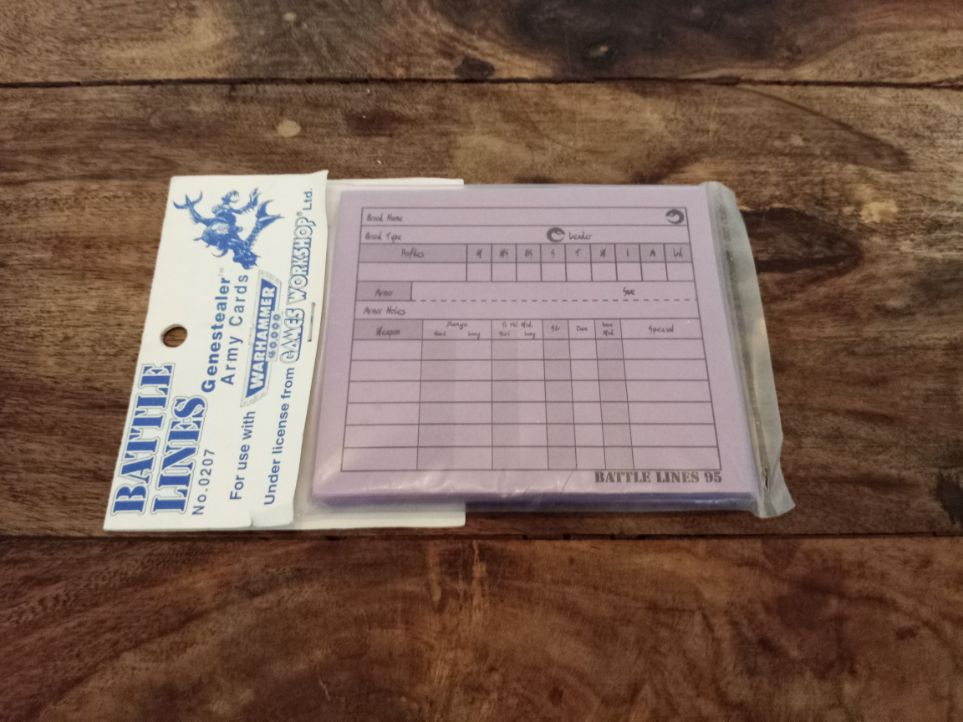 BATTLE
LINES
No.0207
Genestealer™
Army Cards
For use with WARHAMMER
40,000
Under license from GAMES WORKSHOP® Ltd.
Brood Name
Brood Type Leader
Profiles M WS BS S T W I A Ld
Armor Save
Armor Notes
Weapon Range To Hit Mod. Str Dam Save Special
Short Long Short Long Mod.
BATTLE LINES 95